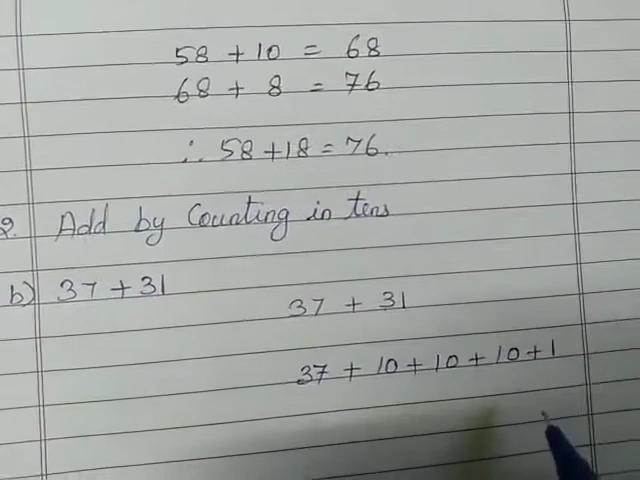 58 + 10 = 68
68 + 8 = 76
∴ 58 + 18 = 76.
2. Add by Counting in tens
b) 37 + 31
37 + 31
37 + 10 + 10 + 10 + 1